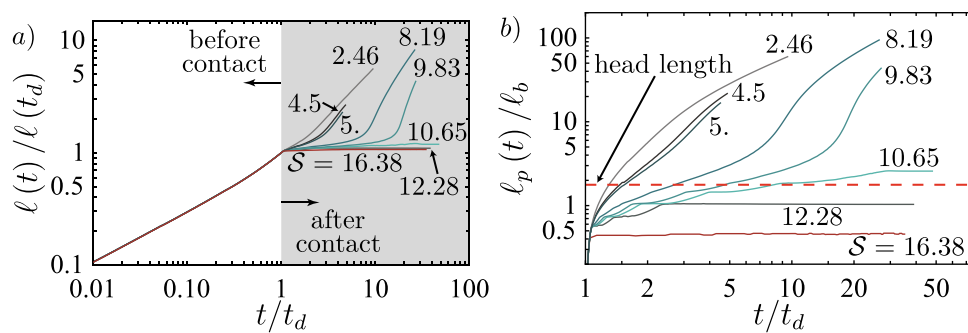 a)
ℓ (t) /ℓ (t_d)
10
5
1
0.5
0.1
before
contact
2.46
8.19
9.83
4.5
5.
10.65
𝒮 = 16.38
12.28
after
contact
0.01
0.10
1
10
100
t/t_d
b)
ℓ_p (t) /ℓ_b
100
50
10
5
1
0.5
head length
2.46
8.19
9.83
4.5
5.
10.65
12.28
𝒮 = 16.38
1
2
5
10
20
50
t/t_d